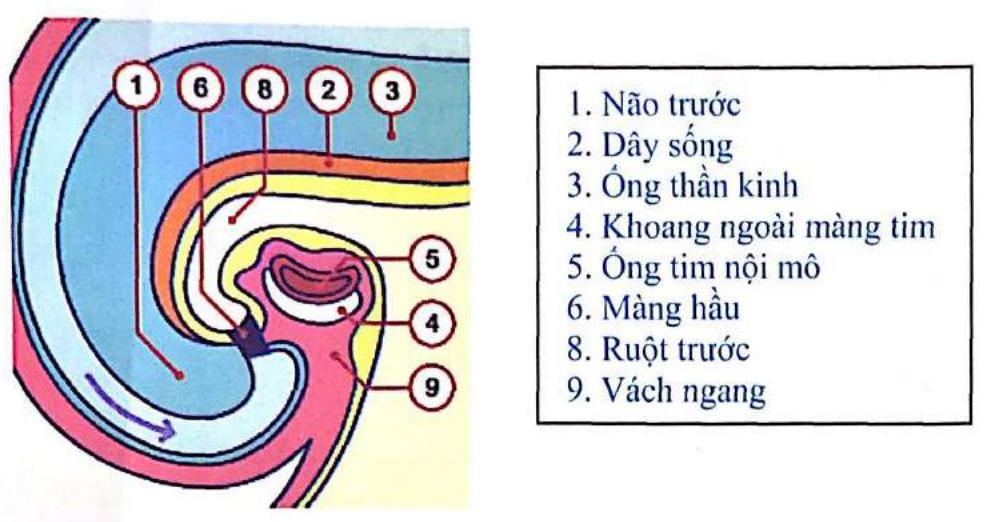 1 6 8 2 3
5
4
9
1. Não trước
2. Dây sống
3. Ống thần kinh
4. Khoang ngoài màng tim
5. Ống tim nội mô
6. Màng hầu
8. Ruột trước
9. Vách ngang